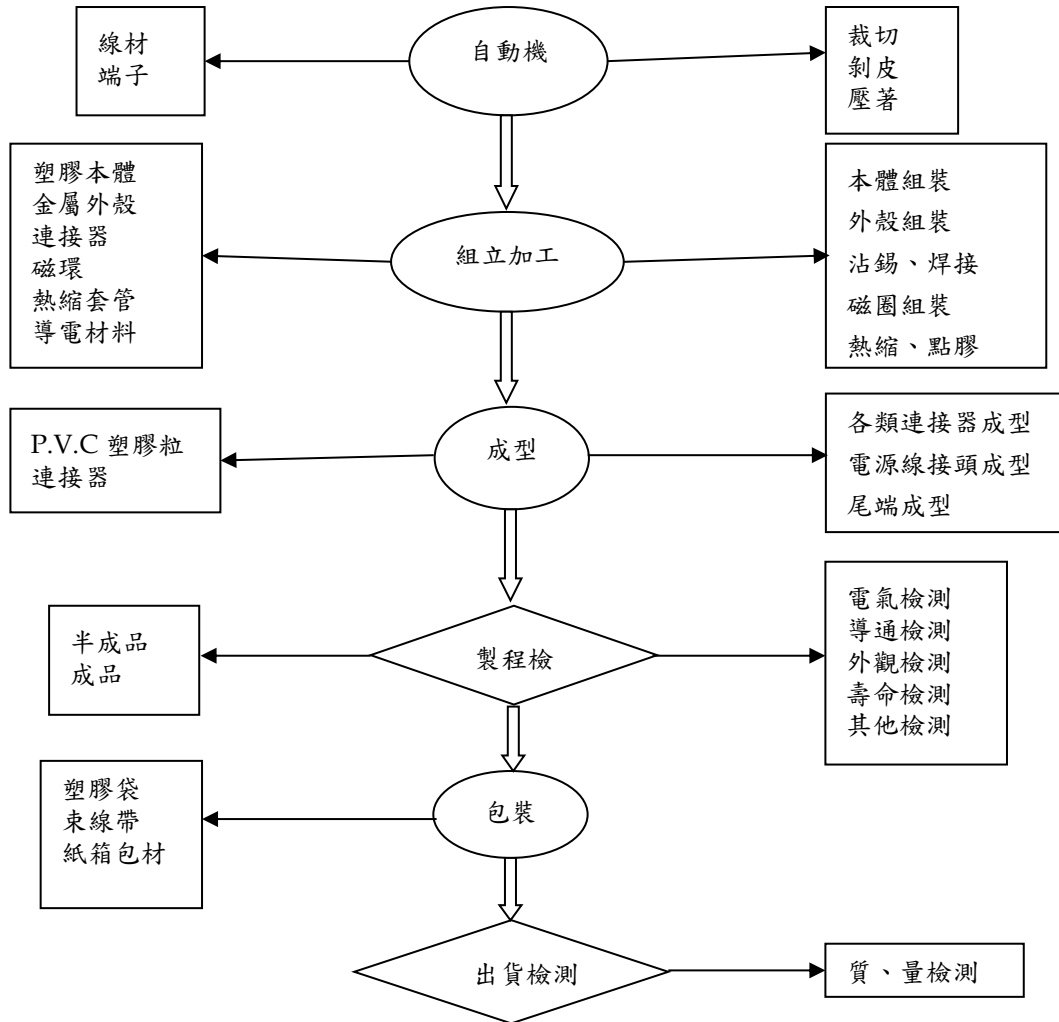 線材
端子
自動機
裁切
剝皮
壓著
塑膠本體
金屬外殼
連接器
磁環
熱縮套管
導電材料
組立加工
本體組裝
外殼組裝
沾錫、焊接
磁圈組裝
熱縮、點膠
P.V.C 塑膠粒
連接器
成型
各類連接器成型
電源線接頭成型
尾端成型
半成品
成品
製程檢
電氣檢測
導通檢測
外觀檢測
壽命檢測
其他檢測
塑膠袋
束線帶
紙箱包材
包裝
出貨檢測
質、量檢測